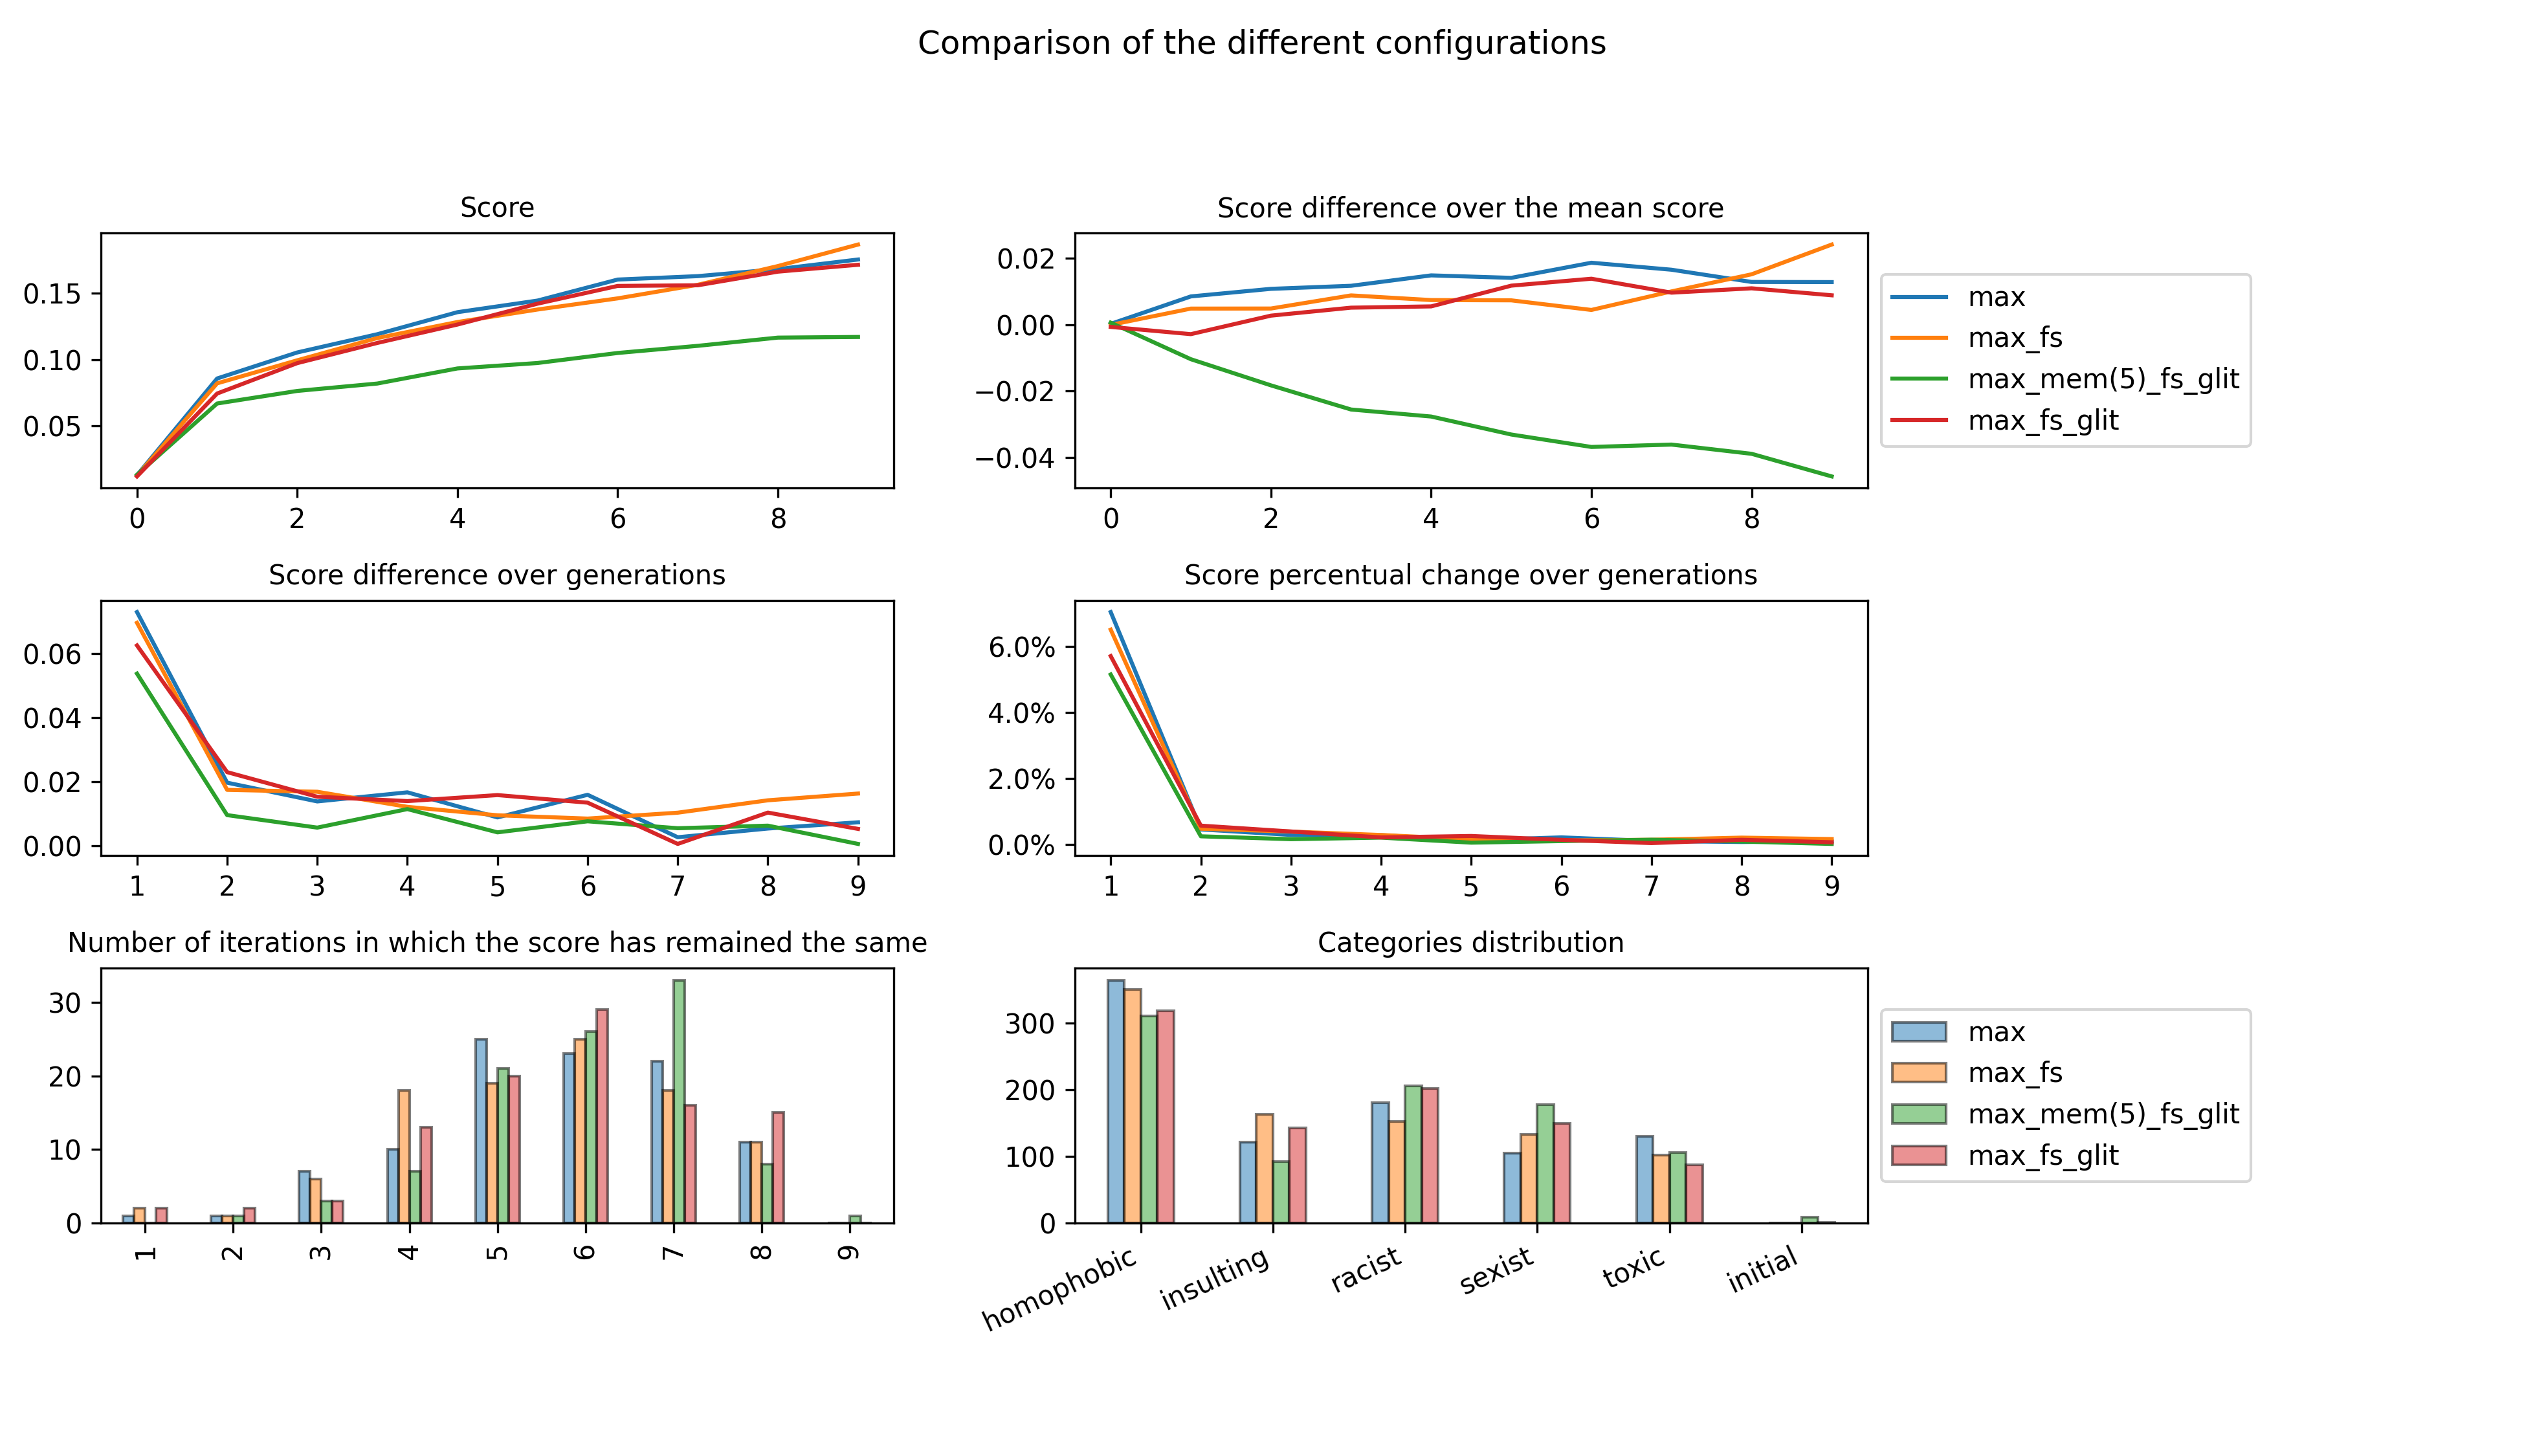 Comparison of the different configurations
Score
0.15
0.10
0.05
0 2 4 6 8
Score difference over the mean score
0.02
0.00
−0.02
−0.04
0 2 4 6 8
max
max_fs
max_mem(5)_fs_glit
max_fs_glit
Score difference over generations
0.06
0.04
0.02
0.00
1 2 3 4 5 6 7 8 9
Score percentual change over generations
6.0%
4.0%
2.0%
0.0%
1 2 3 4 5 6 7 8 9
Number of iterations in which the score has remained the same
30
20
10
0
1 2 3 4 5 6 7 8 9
Categories distribution
300
200
100
0
homophobic insulting racist sexist toxic initial
max
max_fs
max_mem(5)_fs_glit
max_fs_glit